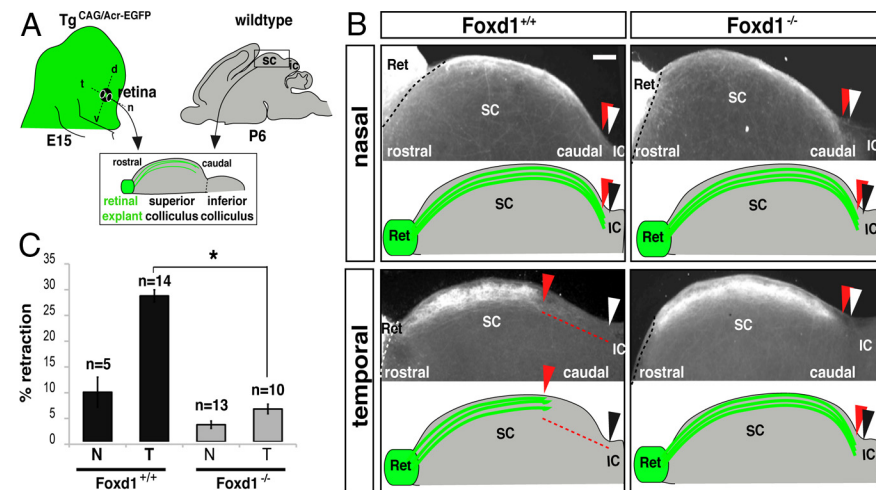 A
Tg CAG/Acr-EGFP
wildtype
SC
IC
d
t
retina
n
v
E15
P6
rostral
caudal
retinal explant
superior colliculus
inferior colliculus
B
Foxd1+/+
Foxd1-/-
nasal
Ret
SC
rostral
caudal
IC
Ret
SC
rostral
caudal
IC
SC
Ret
IC
SC
Ret
IC
temporal
Ret
SC
rostral
caudal
IC
Ret
SC
rostral
caudal
IC
SC
Ret
IC
SC
Ret
IC
C
% retraction
35
30
25
20
15
10
5
0
*
n=14
n=5
n=13
n=10
N
T
N
T
Foxd1+/+
Foxd1-/-